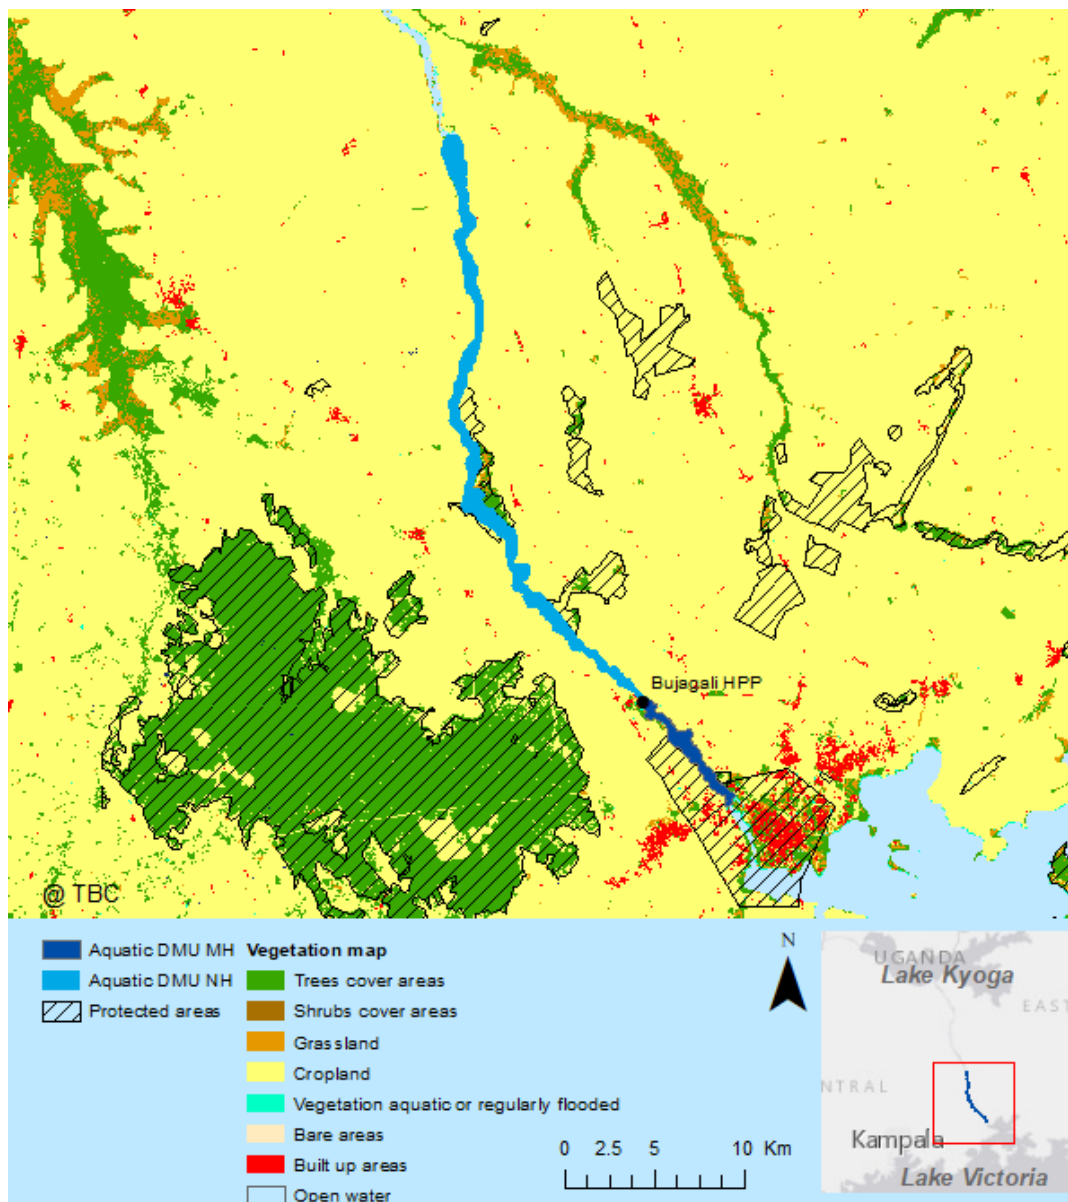 Bujagali HPP
@ TBC
Aquatic DMU MH
Aquatic DMU NH
Protected areas
Vegetation map
Trees cover areas
Shrubs cover areas
Grassland
Cropland
Vegetation aquatic or regularly flooded
Bare areas
Built up areas
Open water
N
0 2.5 5 10 Km
UGANDA
Lake Kyoga
EAST
NTRAL
Kampala
Lake Victoria